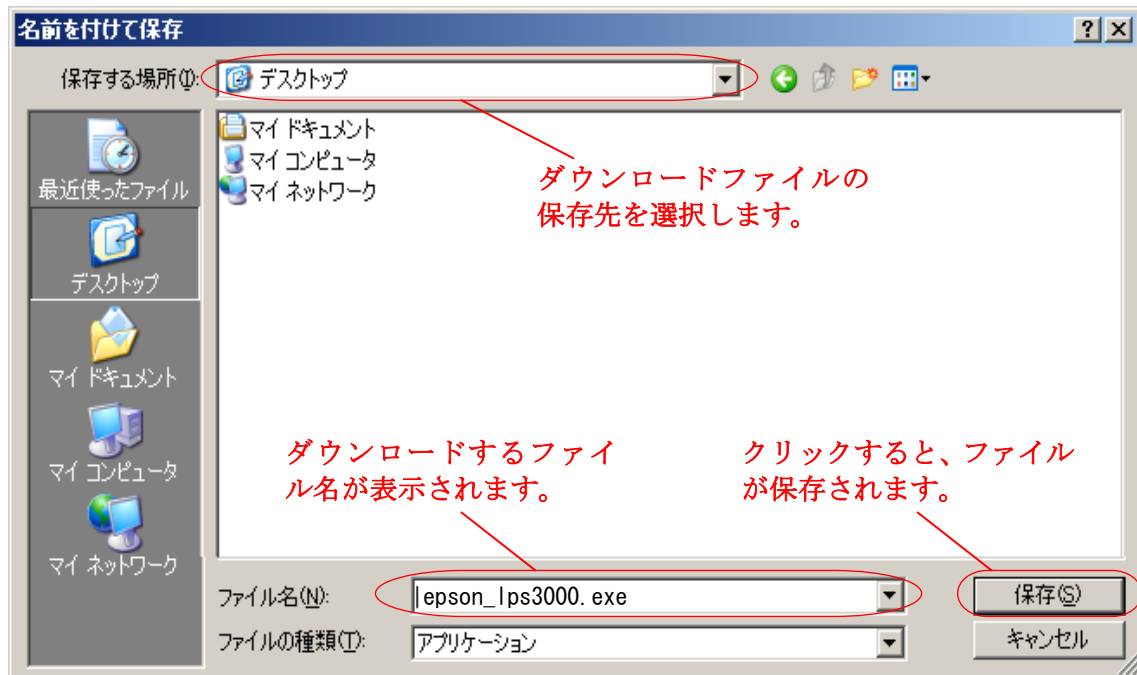 名前を付けて保存
保存する場所(I):
デスクトップ
マイ ドキュメント
マイ コンピュータ
マイ ネットワーク
ダウンロードファイルの
保存先を選択します。
最近使ったファイル
デスクトップ
マイ ドキュメント
マイ コンピュータ
マイ ネットワーク
ダウンロードするファイ
ル名が表示されます。
クリックすると、ファイル
が保存されます。
ファイル名(N):
epson_lps3000.exe
保存(S)
ファイルの種類(T):
アプリケーション
キャンセル